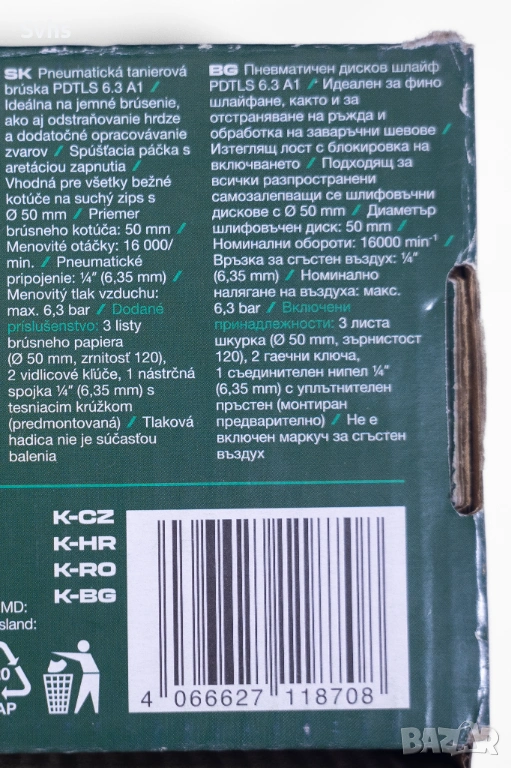 Svils
SK Pneumatická tanierová
brúska PDTLS 6.3 A1 /
Ideálna na jemné brúsenie,
ako aj odstraňovanie hrdze
a dodatočné opracovávanie
zvarov / Spúšťacia páčka s
aretáciou zapnutia /
Vhodná pre všetky bežné
kotúče na suchý zips s
Ø 50 mm / Priemer
brúsneho kotúča: 50 mm /
Menovité otáčky: 16 000/
min. / Pneumatické
pripojenie: ¼“ (6,35 mm) /
Menovitý tlak vzduchu:
max. 6,3 bar / Dodané
príslušenstvo: 3 listy
brúsneho papiera
(Ø 50 mm, zrnitosť 120),
2 vidlicové kľúče, 1 nástrčná
spojka ¼“ (6,35 mm) s
tesniacim krúžkom
(predmontovaná) / Tlaková
hadica nie je súčasťou
balenia
BG Пневматичен дисков шлайф
PDTLS 6.3 A1 / Идеален за фино
шлайфане, както и за
отстраняване на ръжда и
обработка на заваръчни шевове /
Изтеглящ лост с блокировка на
включването / Подходящ за
всички разпространени
самозалепващи се шлифовъчни
дискове с Ø 50 mm / Диаметър
шлифовъчен диск: 50 mm /
Номинални обороти: 16000 min⁻¹ /
Връзка за сгъстен въздух: ¼“
(6,35 mm) / Номинално
налягане на въздуха: макс.
6,3 bar / Включени
принадлежности: 3 листа
шкурка (Ø 50 mm, зърнистост
120), 2 гаечни ключа,
1 съединителен нипел ¼“
(6,35 mm) с уплътнителен
пръстен (монтиран
предварително) / Не е
включен маркуч за сгъстен
въздух
K-CZ
K-HR
K-RO
K-BG
MD:
sland:
AP
4 066627 118708
BAZAR